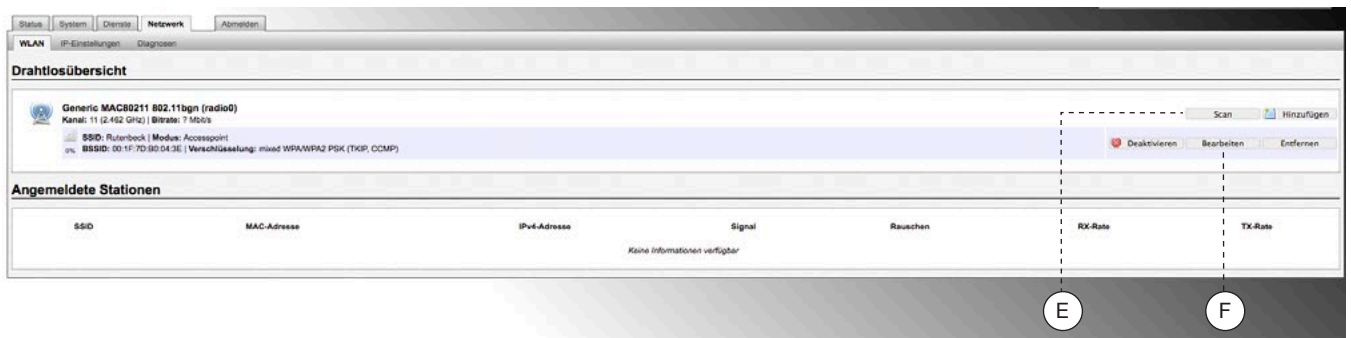 Status System Dienste Netzwerk Abmelden
WLAN IP-Einstellungen Diagnosen
Drahtlosübersicht
Generic MAC80211 802.11bgn (radio0)
Kanal: 11 (2.462 GHz) | Bitrate: ? Mbit/s
Scan Hinzufügen
SSID: Rutenbeck | Modus: Accesspoint
0% BSSID: 00:1F:7D:B0:04:3E | Verschlüsselung: mixed WPA/WPA2 PSK (TKIP, CCMP)
Deaktivieren Bearbeiten Entfernen
Angemeldete Stationen
SSID MAC-Adresse IPv4-Adresse Signal Rauschen RX-Rate TX-Rate
Keine Informationen verfügbar
E F